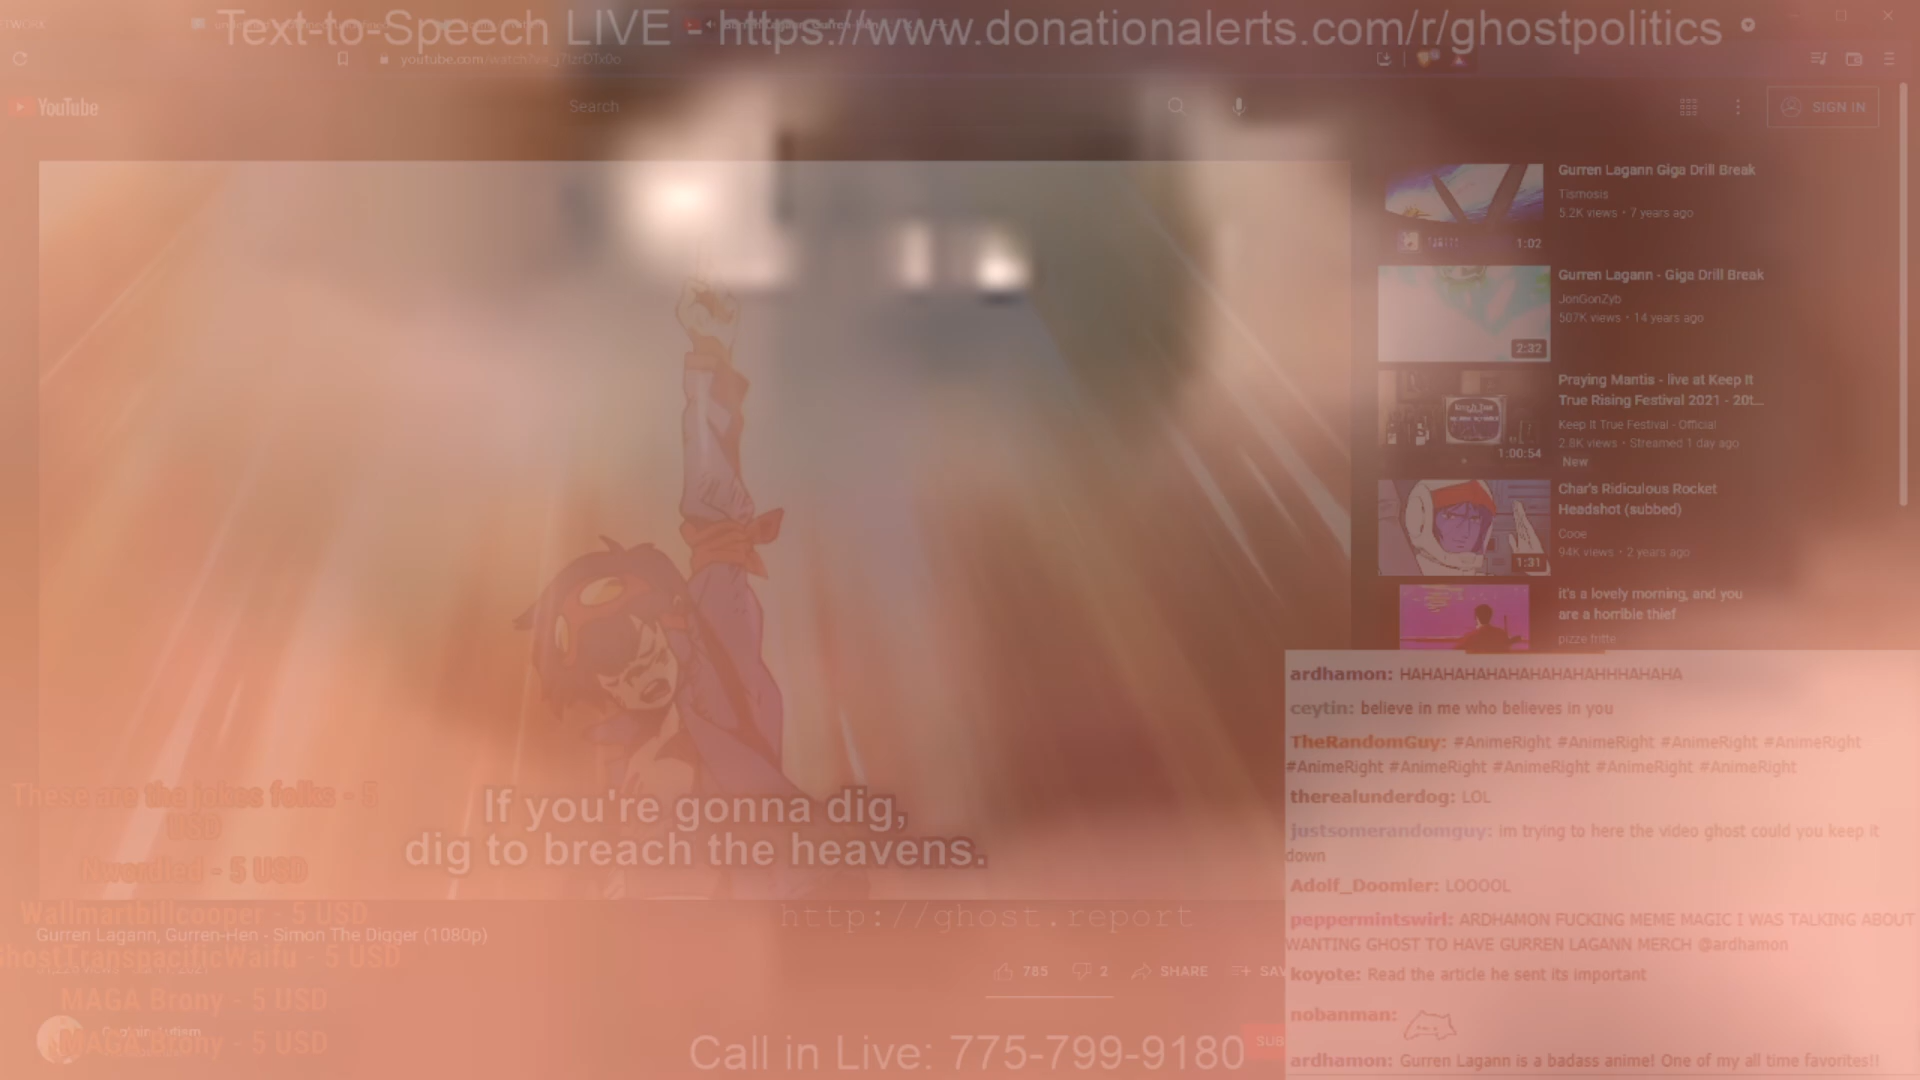 Text-to-Speech LIVE - https://www.donationalerts.com/r/ghostpolitics
YouTube
Search
SIGN IN
Gurren Lagann Giga Drill Break
Tismosis
5.2K views • 7 years ago
1:02
Gurren Lagann - Giga Drill Break
JonGonZyb
507K views • 14 years ago
2:32
Praying Mantis - live at Keep It
True Rising Festival 2021 - 20t...
Keep It True Festival - Official
2.8K views • Streamed 1 day ago
1:00:54
New
Char's Ridiculous Rocket
Headshot (subbed)
Cooe
94K views • 2 years ago
1:31
it's a lovely morning, and you
are a horrible thief
pizze fritte
If you're gonna dig,
dig to breach the heavens.
These are the jokes folks - 5
USD
Nwordled - 5 USD
Wallmartbillcooper - 5 USD
Gurren Lagann, Gurren-Hen - Simon The Digger (1080p)
GhostTranspacificWaifu - 5 USD
MAGA Brony - 5 USD
MAGA Brony - 5 USD
http://ghost.report
785
2
SHARE
SAV
SUB
Call in Live: 775-799-9180
ardhamon: HAHAHAHAHAHAHAHAHAHHHAHAHA
ceytin: believe in me who believes in you
TheRandomGuy: #AnimeRight #AnimeRight #AnimeRight #AnimeRight
#AnimeRight #AnimeRight #AnimeRight #AnimeRight #AnimeRight
therealunderdog: LOL
justsomerandomguy: im trying to here the video ghost could you keep it
down
Adolf_Doomler: LOOOOL
peppermintswirl: ARDHAMON FUCKING MEME MAGIC I WAS TALKING ABOUT
WANTING GHOST TO HAVE GURREN LAGANN MERCH @ardhamon
koyote: Read the article he sent its important
nobanman:
ardhamon: Gurren Lagann is a badass anime! One of my all time favorites!!